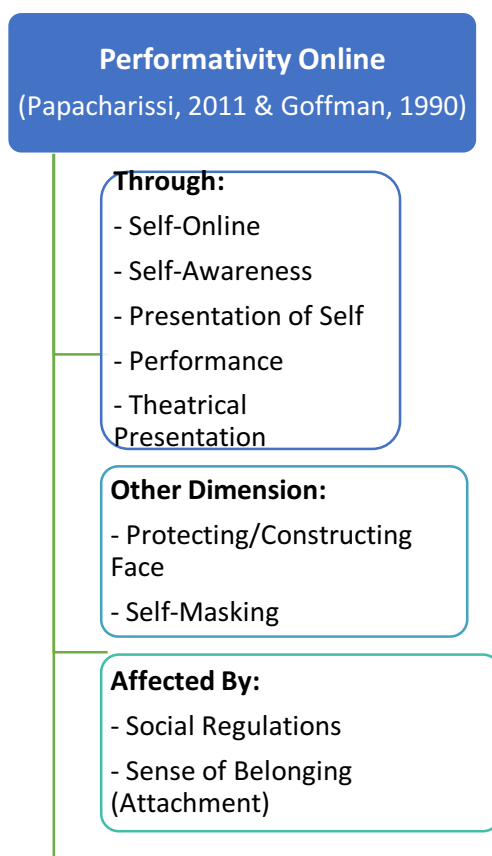 Performativity Online
(Papacharissi, 2011 & Goffman, 1990)
Through:
- Self-Online
- Self-Awareness
- Presentation of Self
- Performance
- Theatrical
Presentation
Other Dimension:
- Protecting/Constructing
Face
- Self-Masking
Affected By:
- Social Regulations
- Sense of Belonging
(Attachment)